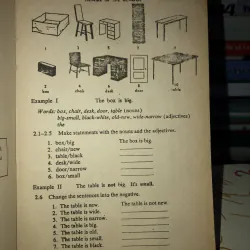 1 2 3 4 5
box chair desk door table
Example I The box is big.
Words: box, chair, desk, door, table (nouns)
big-small, black-white, old-new, wide-narrow (adjectives)
the
2.1–2.5 Make statements with the nouns and the adjectives.
1. box/big The box is big.
2. chair/new
3. table/black
4. desk/wide
5. door/narrow
6. box/small
Example II The table is not big. It's small.
2.6 Change the sentences into the negative.
1. The table is new. The table is not new.
2. The table is wide.
3. The table is narrow.
4. The table is big.
5. The table is old.
6. The table is small.
7. The table is black.